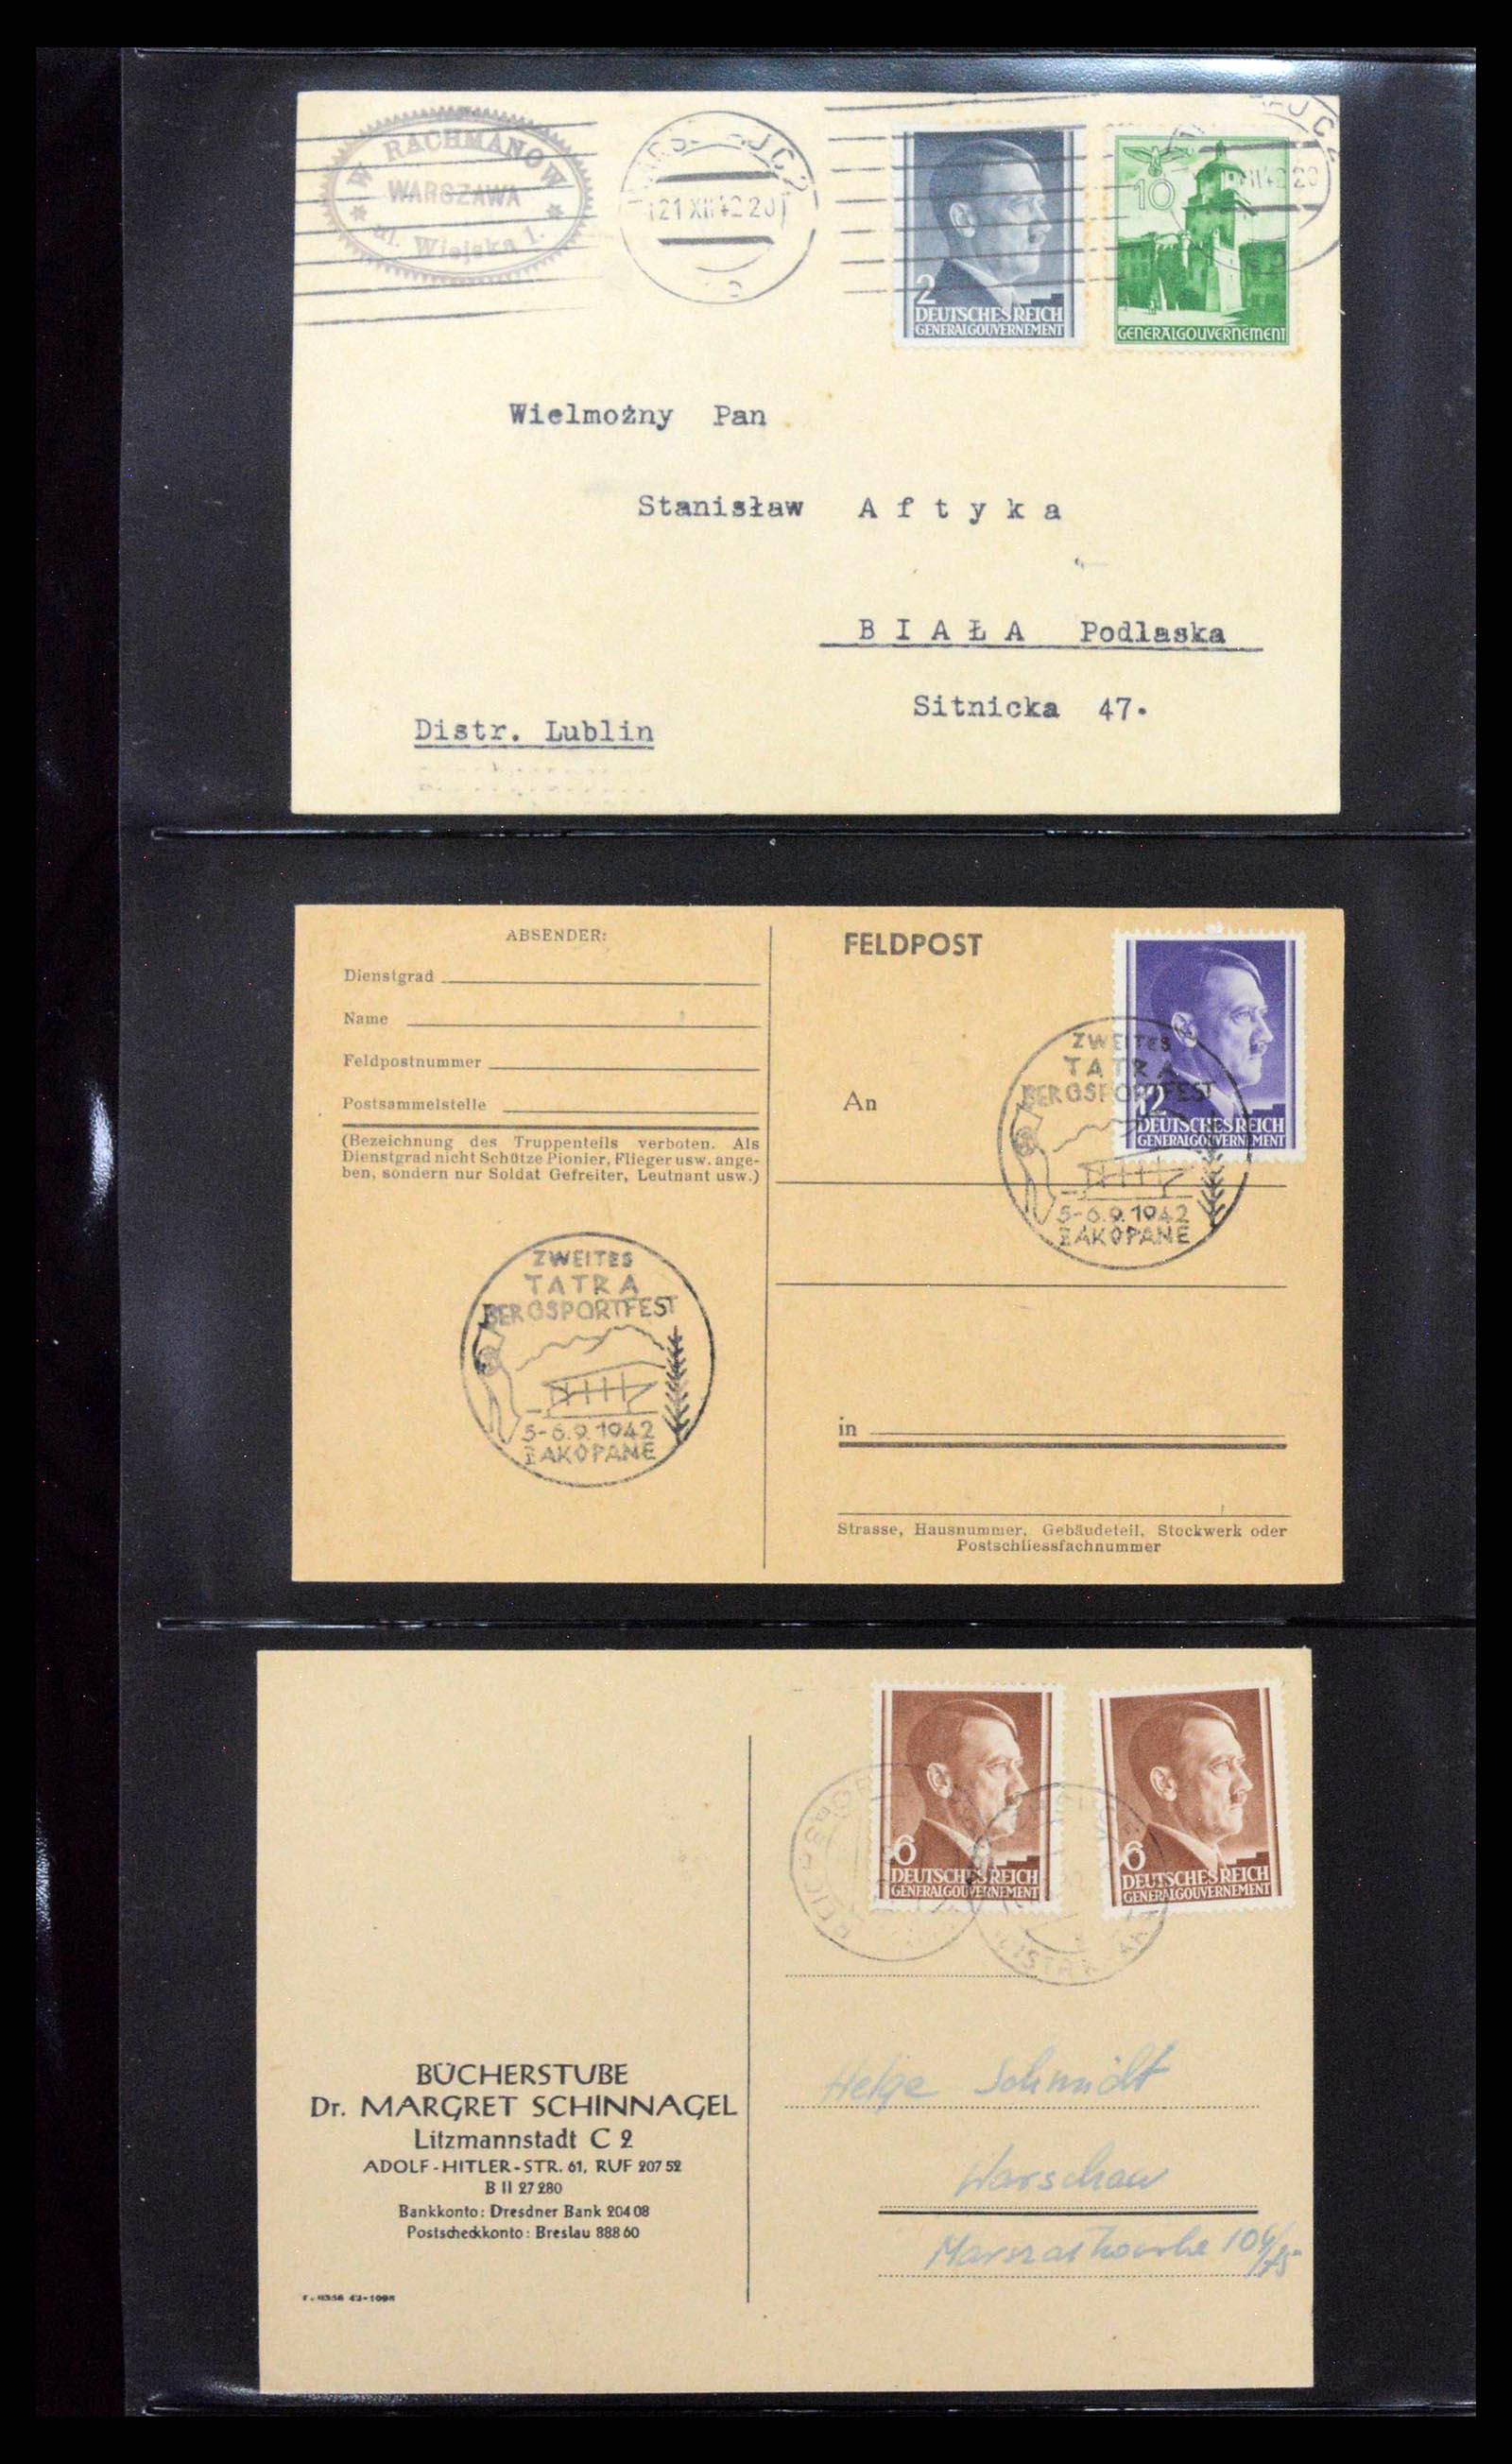 W. RACHMANOW
WARSZAWA
ul. Wiejska 1.
21 XII 42 20
2
DEUTSCHES REICH
GENERALGOUVERNEMENT
10
GENERALGOUVERNEMENT
Wielmożny Pan
Stanisław Aftyka
BIAŁA Podlaska
Sitnicka 47.
Distr. Lublin
ABSENDER:
Dienstgrad
Name
Feldpostnummer
Postsammelstelle
(Bezeichnung des Truppenteils verboten. Als
Dienstgrad nicht Schütze Pionier, Flieger usw. ange-
ben, sondern nur Soldat Gefreiter, Leutnant usw.)
ZWEITES
TATRA
BERGSPORTFEST
5-6.9.1942
ZAKOPANE
FELDPOST
12
DEUTSCHES REICH
GENERALGOUVERNEMENT
ZWEITES
TATRA
BERGSPORTFEST
5-6.9.1942
ZAKOPANE
An
in
Strasse, Hausnummer, Gebäudeteil, Stockwerk oder
Postschliessfachnummer
6
DEUTSCHES REICH
GENERALGOUVERNEMENT
6
DEUTSCHES REICH
GENERALGOUVERNEMENT
BÜCHERSTUBE
Dr. MARGRET SCHINNAGEL
Litzmannstadt C 2
ADOLF-HITLER-STR. 61, RUF 207 52
B II 27 280
Bankkonto: Dresdner Bank 204 08
Postscheckkonto: Breslau 888 60
Helge Schmidt
Warschau